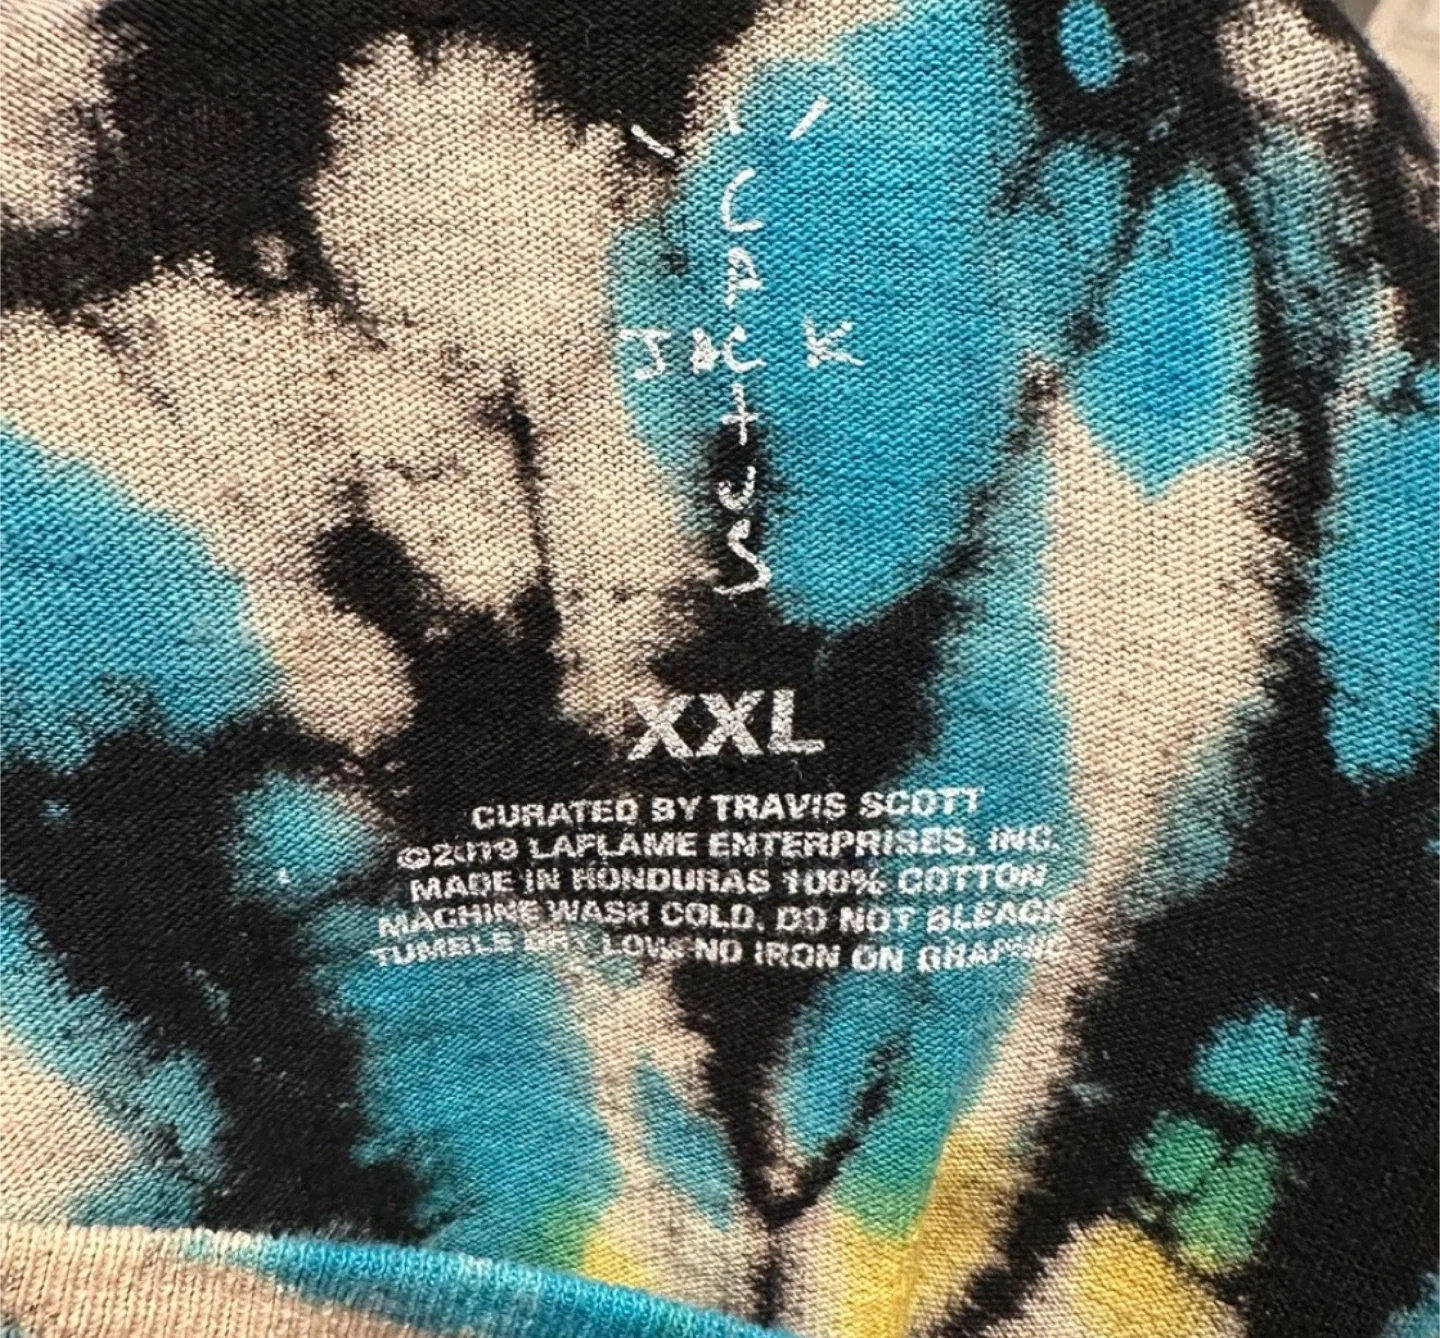 CACTUS
JACK
XXL
CURATED BY TRAVIS SCOTT
©2019 LAFLAME ENTERPRISES, INC.
MADE IN HONDURAS 100% COTTON
MACHINE WASH COLD. DO NOT BLEACH
TUMBLE DRY LOW. NO IRON ON GRAPHIC